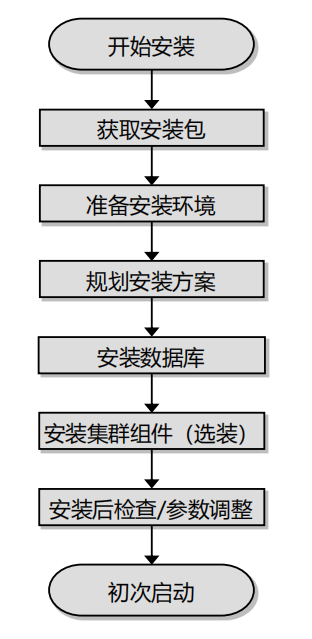 开始安装
获取安装包
准备安装环境
规划安装方案
安装数据库
安装集群组件（选装）
安装后检查/参数调整
初次启动